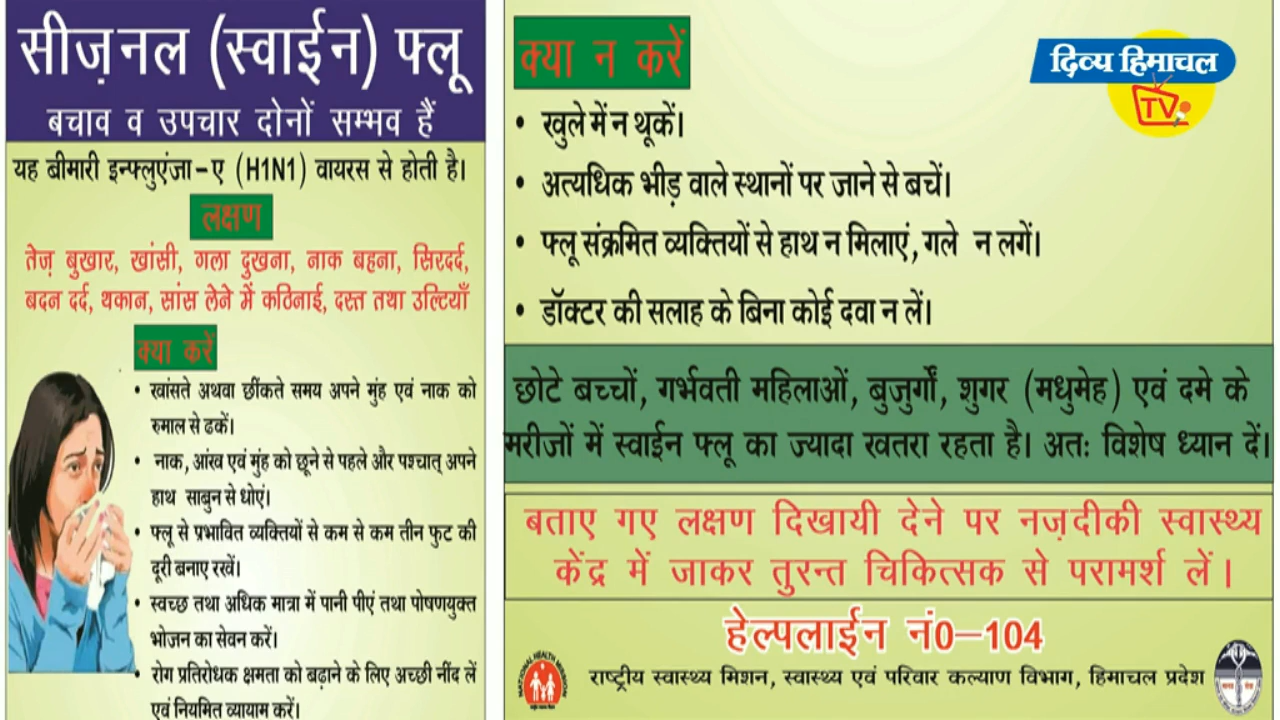 सीज़नल (स्वाईन) फ्लू
बचाव व उपचार दोनों सम्भव हैं
यह बीमारी इन्फ्लुएंजा-ए (H1N1) वायरस से होती है।
लक्षण
तेज़ बुखार, खांसी, गला दुखना, नाक बहना, सिरदर्द,
बदन दर्द, थकान, सांस लेने में कठिनाई, दस्त तथा उल्टियाँ
क्या करें
• खांसते अथवा छींकते समय अपने मुंह एवं नाक को
रुमाल से ढकें।
• नाक, आंख एवं मुंह को छूने से पहले और पश्चात् अपने
हाथ साबुन से धोएं।
• फ्लू से प्रभावित व्यक्तियों से कम से कम तीन फुट की
दूरी बनाए रखें।
• स्वच्छ तथा अधिक मात्रा में पानी पीएं तथा पोषणयुक्त
भोजन का सेवन करें।
• रोग प्रतिरोधक क्षमता को बढ़ाने के लिए अच्छी नींद लें
एवं नियमित व्यायाम करें।
क्या न करें
• खुले में न थूकें।
• अत्यधिक भीड़ वाले स्थानों पर जाने से बचें।
• फ्लू संक्रमित व्यक्तियों से हाथ न मिलाएं, गले न लगें।
• डॉक्टर की सलाह के बिना कोई दवा न लें।
छोटे बच्चों, गर्भवती महिलाओं, बुजुर्गों, शुगर (मधुमेह) एवं दमे के
मरीजों में स्वाईन फ्लू का ज्यादा खतरा रहता है। अतः विशेष ध्यान दें।
बताए गए लक्षण दिखायी देने पर नज़दीकी स्वास्थ्य
केंद्र में जाकर तुरन्त चिकित्सक से परामर्श लें।
हेल्पलाईन नं0-104
राष्ट्रीय स्वास्थ्य मिशन, स्वास्थ्य एवं परिवार कल्याण विभाग, हिमाचल प्रदेश
NATIONAL HEALTH MISSION
दिव्य हिमाचल
TV